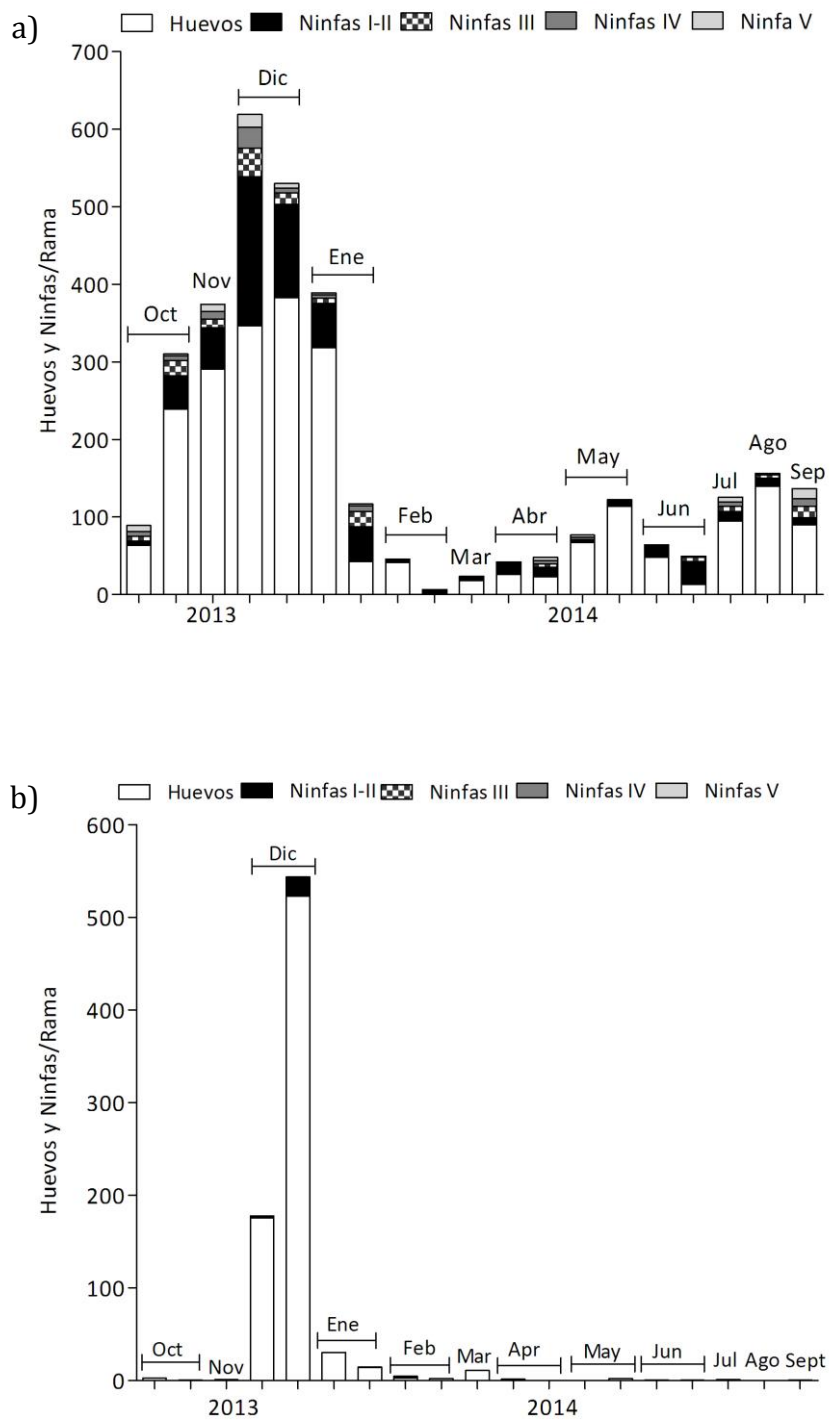 a)
Huevos Ninfas I-II Ninfas III Ninfas IV Ninfa V
Huevos y Ninfas/Rama
700
600
500
400
300
200
100
0
Oct
Nov
Dic
Ene
Feb
Mar
Abr
May
Jun
Jul
Ago
Sep
2013 2014
b)
Huevos Ninfas I-II Ninfas III Ninfas IV Ninfas V
Huevos y Ninfas/Rama
600
500
400
300
200
100
0
Oct
Nov
Dic
Ene
Feb
Mar
Apr
May
Jun
Jul
Ago
Sept
2013 2014